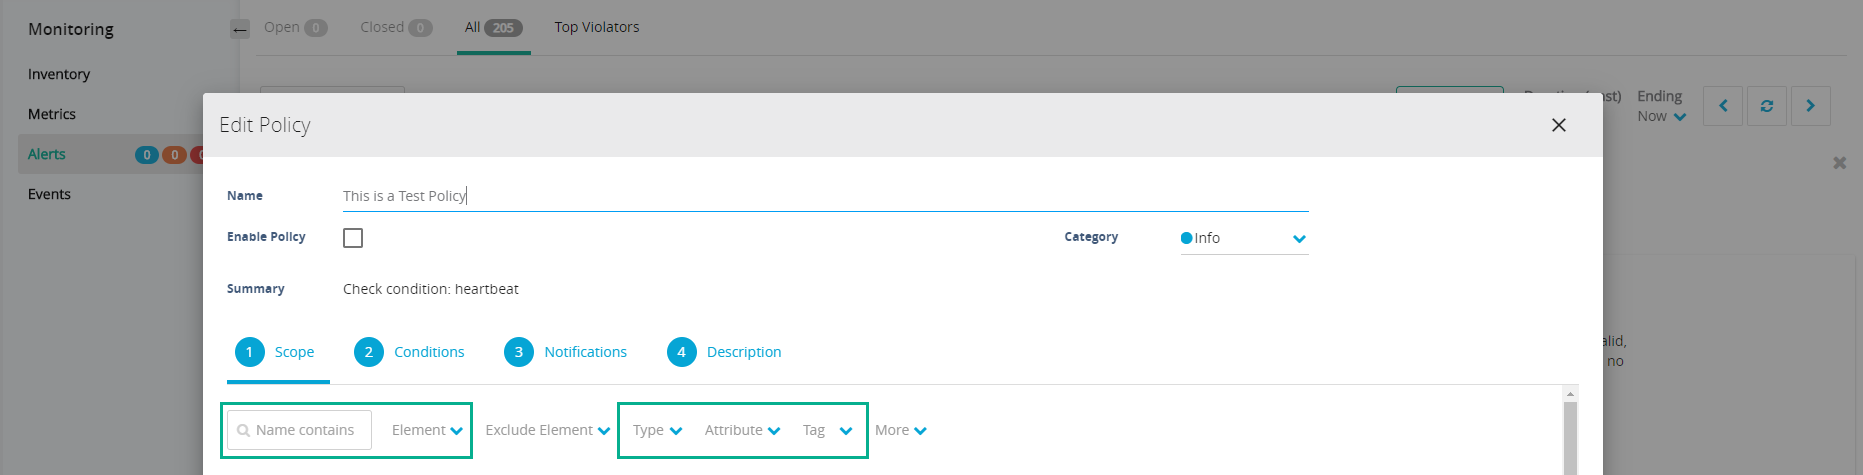 Monitoring
Inventory
Metrics
Alerts 0 0
Events
Open 0 Closed 0 All 205 Top Violators
Ending
Now
Edit Policy
Name This is a Test Policy
Enable Policy Category Info
Summary Check condition: heartbeat
1 Scope 2 Conditions 3 Notifications 4 Description
Name contains Element Exclude Element Type Attribute Tag More
no